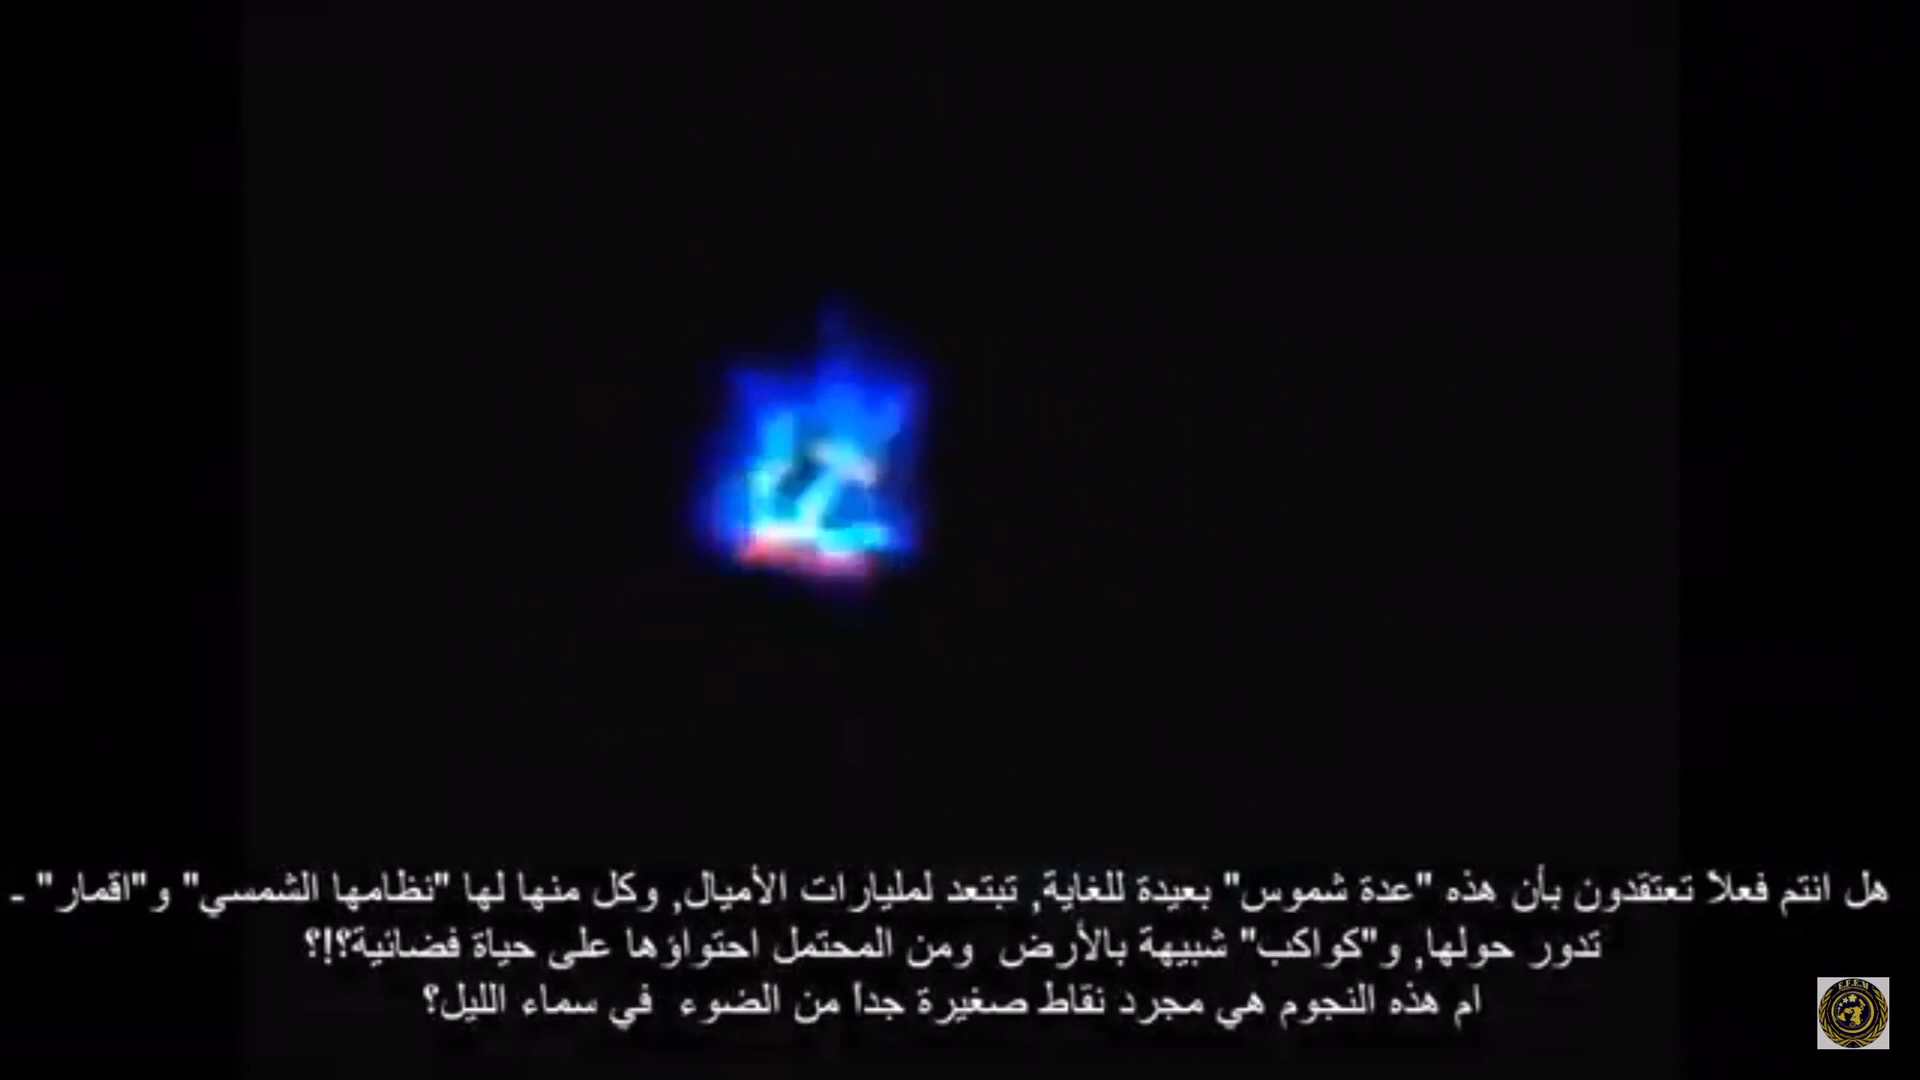 هل انتم فعلاً تعتقدون بأن هذه "عدة شموس" بعيدة للغاية, تبتعد لمليارات الأميال, وكل منها لها "نظامها الشمسي" و"اقمار" -
تدور حولها, و"كواكب" شبيهة بالأرض ومن المحتمل احتواؤها على حياة فضائية؟!؟
ام هذه النجوم هي مجرد نقاط صغيرة جداً من الضوء في سماء الليل؟